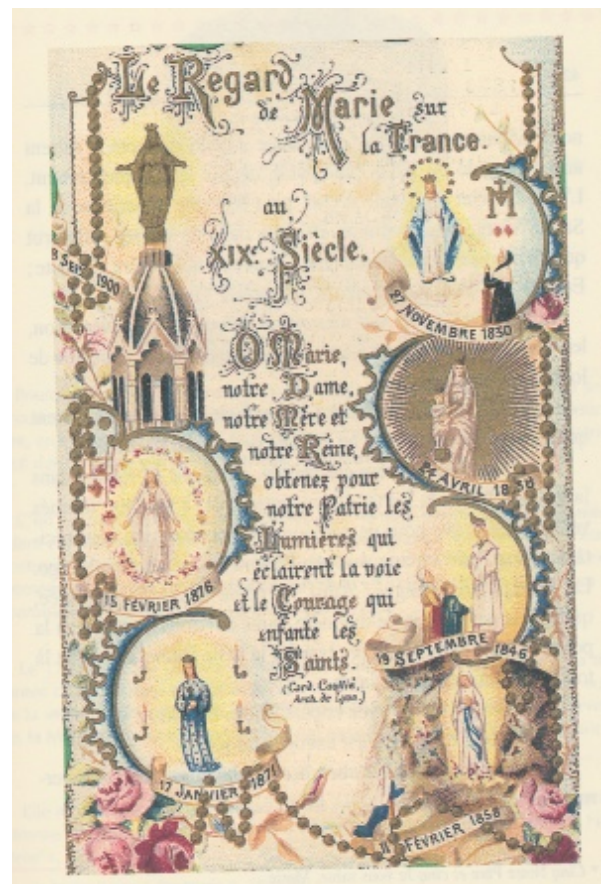 Le Regard
de Marie sur
la France.
au
XIXe Siècle.
O Marie,
notre Dame,
notre Mère et
notre Reine,
obtenez pour
notre Patrie les
Lumières qui
éclairent la voie
et le Courage qui
enfante les
Saints.
(Card. Coullié,
Arch. de Lyon.)
8 Sept 1900
27 NOVEMBRE 1830
AVRIL
15 FÉVRIER 1876
19 SEPTEMBRE 1846
17 JANVIER 1871
11 FÉVRIER 1858
M